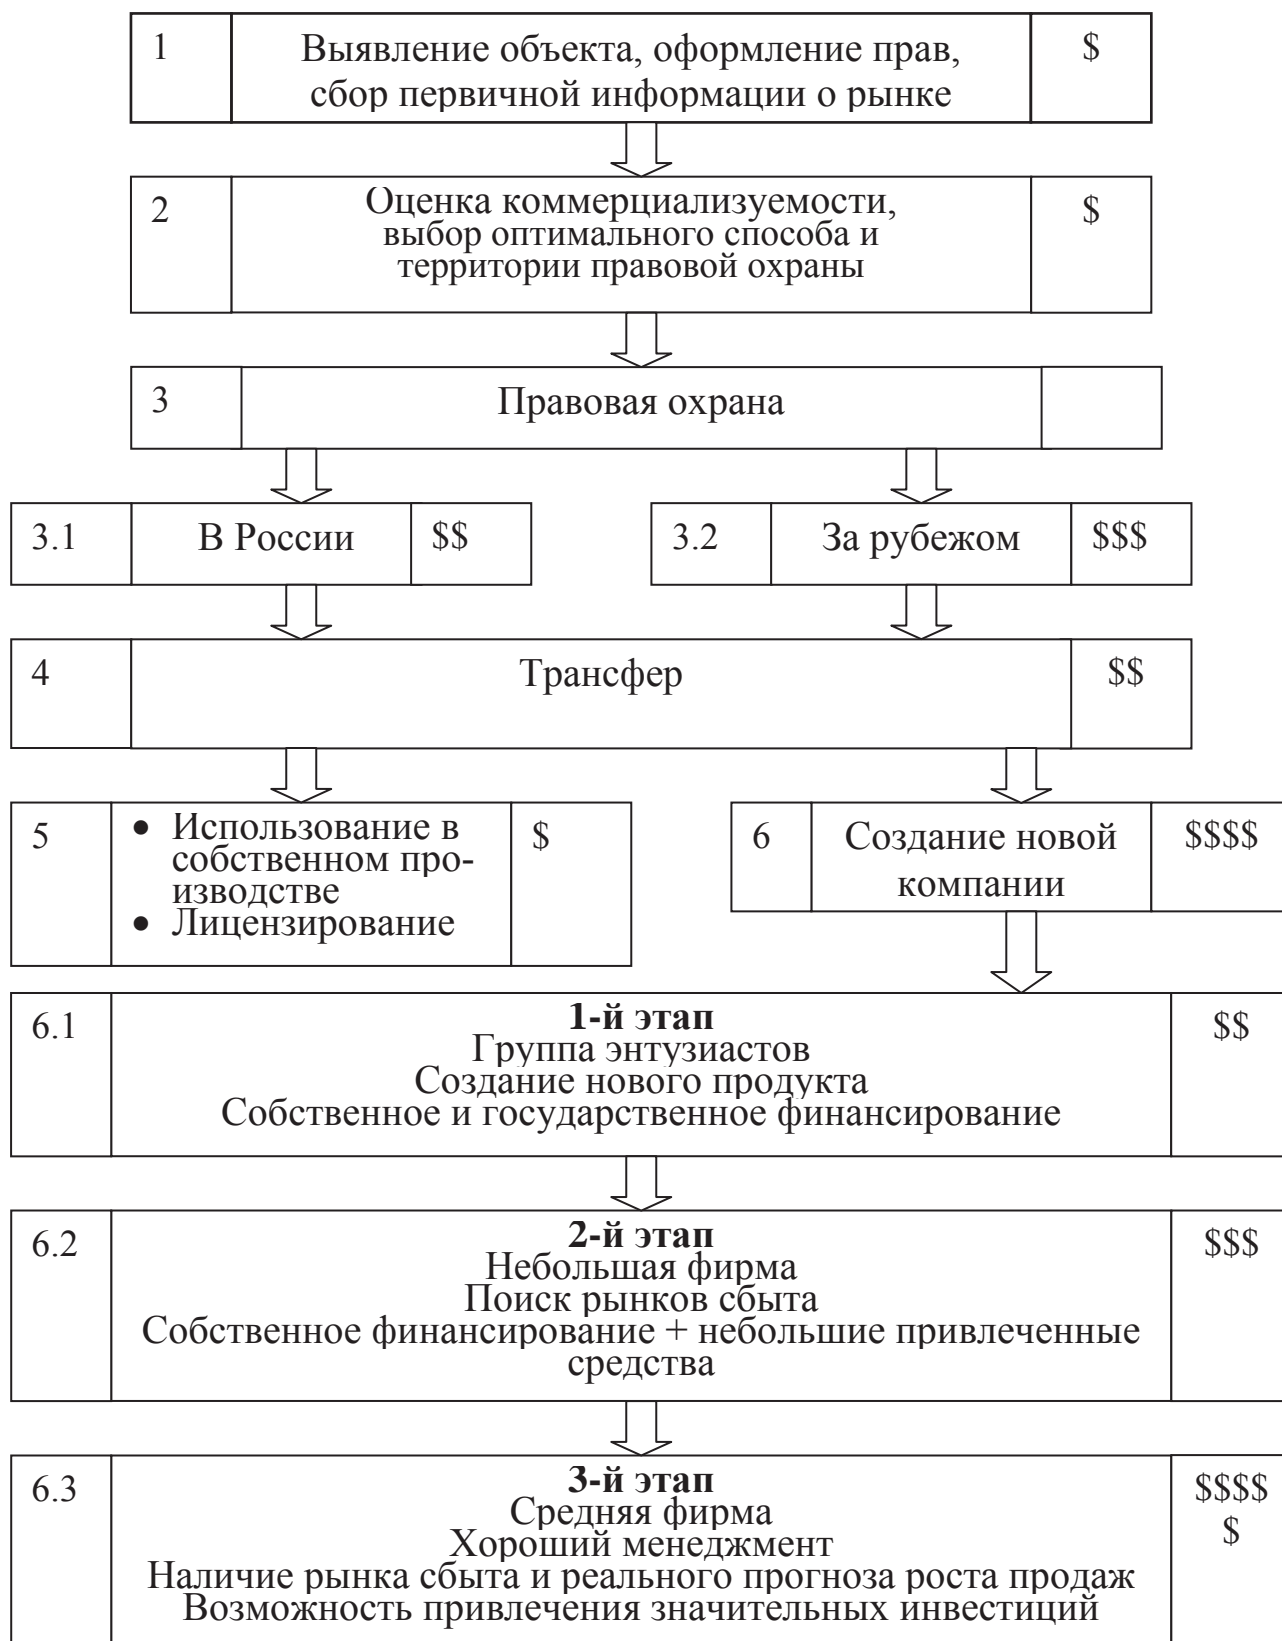 1
Выявление объекта, оформление прав,
сбор первичной информации о рынке
$
2
Оценка коммерциализуемости,
выбор оптимального способа и
территории правовой охраны
$
3
Правовая охрана
3.1
В России
$$
3.2
За рубежом
$$$
4
Трансфер
$$
5
• Использование в
собственном про-
изводстве
• Лицензирование
$
6
Создание новой
компании
$$$$
6.1
1-й этап
Группа энтузиастов
Создание нового продукта
Собственное и государственное финансирование
$$
6.2
2-й этап
Небольшая фирма
Поиск рынков сбыта
Собственное финансирование + небольшие привлеченные
средства
$$$
6.3
3-й этап
Средняя фирма
Хороший менеджмент
Наличие рынка сбыта и реального прогноза роста продаж
Возможность привлечения значительных инвестиций
$$$$
$